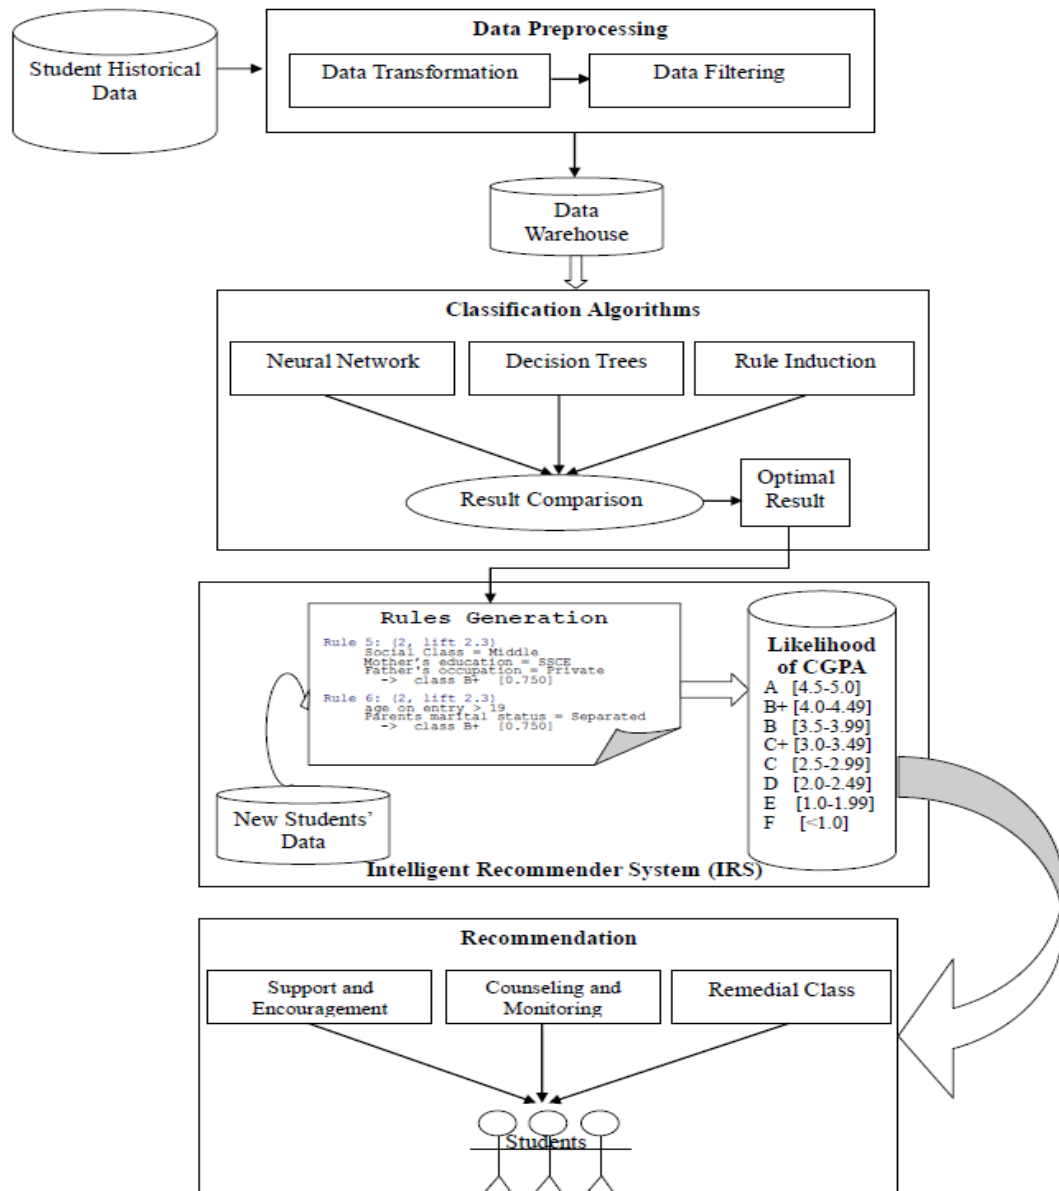 Data Preprocessing
Student Historical
Data
Data Transformation
Data Filtering
Data
Warehouse
Classification Algorithms
Neural Network
Decision Trees
Rule Induction
Result Comparison
Optimal
Result
Rules Generation
Rule 5: (2, lift 2.3)
Social Class = Middle
Mother's education = SSCE
Father's occupation = Private
-> class B+ [0.750]
Rule 6: (2, lift 2.3)
age on entry > 19
Parents marital status = Separated
-> class B+ [0.750]
Likelihood
of CGPA
A [4.5-5.0]
B+ [4.0-4.49]
B [3.5-3.99]
C+ [3.0-3.49]
C [2.5-2.99]
D [2.0-2.49]
E [1.0-1.99]
F [<1.0]
New Students’
Data
Intelligent Recommender System (IRS)
Recommendation
Support and
Encouragement
Counseling and
Monitoring
Remedial Class
Students